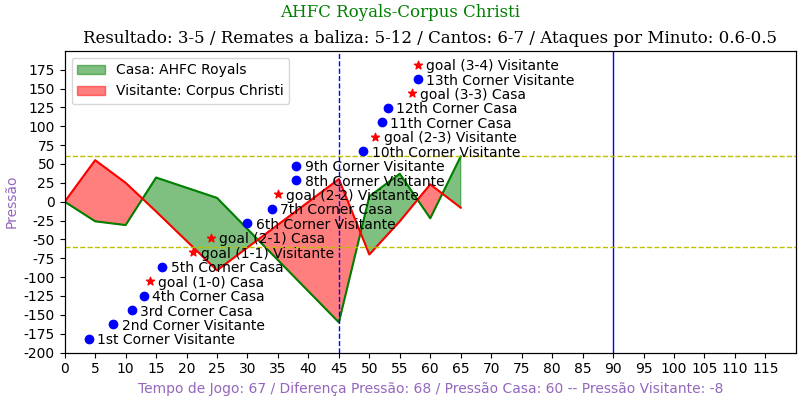 AHFC Royals-Corpus Christi
Resultado: 3-5 / Remates a baliza: 5-12 / Cantos: 6-7 / Ataques por Minuto: 0.6-0.5
Casa: AHFC Royals
Visitante: Corpus Christi
goal (3-4) Visitante
13th Corner Visitante
goal (3-3) Casa
12th Corner Casa
11th Corner Casa
goal (2-3) Visitante
10th Corner Visitante
9th Corner Visitante
8th Corner Visitante
goal (2-2) Visitante
7th Corner Casa
6th Corner Visitante
goal (2-1) Casa
goal (1-1) Visitante
5th Corner Casa
goal (1-0) Casa
4th Corner Casa
3rd Corner Casa
2nd Corner Visitante
1st Corner Visitante
Pressão
175
150
125
100
75
50
25
0
-25
-50
-75
-100
-125
-150
-175
-200
0 5 10 15 20 25 30 35 40 45 50 55 60 65 70 75 80 85 90 95 100 105 110 115
Tempo de Jogo: 67 / Diferença Pressão: 68 / Pressão Casa: 60 -- Pressão Visitante: -8